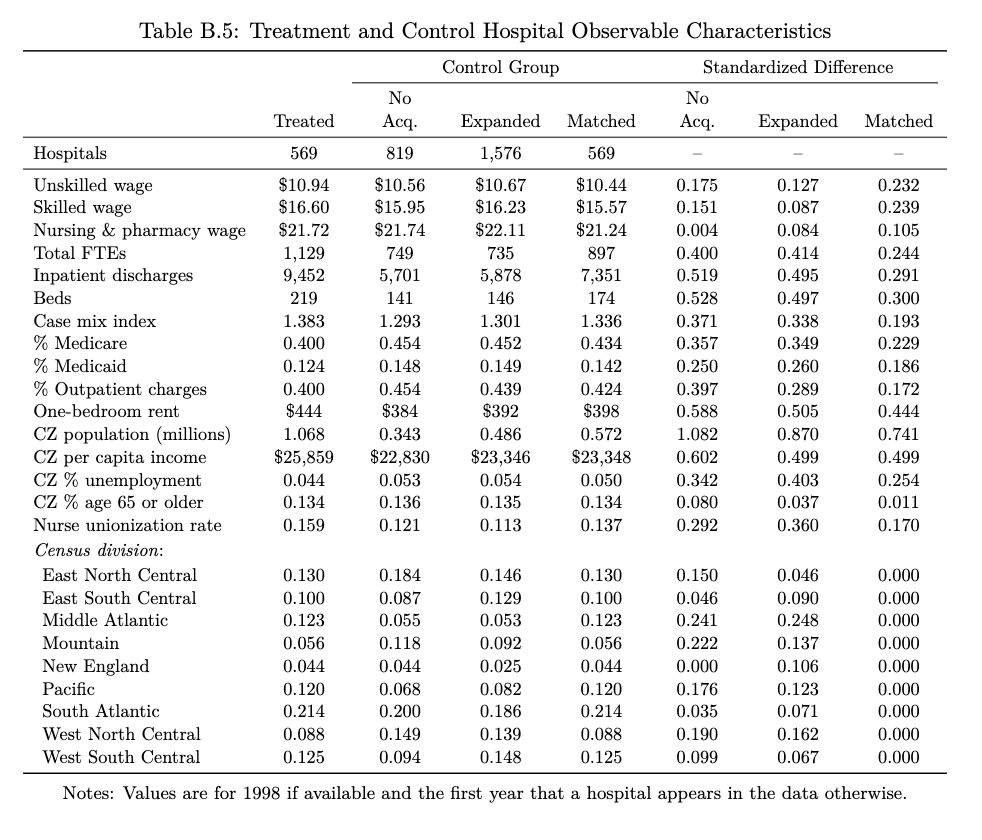 Table B.5: Treatment and Control Hospital Observable Characteristics
Control Group Standardized Difference
No No
Treated Acq. Expanded Matched Acq. Expanded Matched
Hospitals 569 819 1,576 569 – – –
Unskilled wage $10.94 $10.56 $10.67 $10.44 0.175 0.127 0.232
Skilled wage $16.60 $15.95 $16.23 $15.57 0.151 0.087 0.239
Nursing & pharmacy wage $21.72 $21.74 $22.11 $21.24 0.004 0.084 0.105
Total FTEs 1,129 749 735 897 0.400 0.414 0.244
Inpatient discharges 9,452 5,701 5,878 7,351 0.519 0.495 0.291
Beds 219 141 146 174 0.528 0.497 0.300
Case mix index 1.383 1.293 1.301 1.336 0.371 0.338 0.193
% Medicare 0.400 0.454 0.452 0.434 0.357 0.349 0.229
% Medicaid 0.124 0.148 0.149 0.142 0.250 0.260 0.186
% Outpatient charges 0.400 0.454 0.439 0.424 0.397 0.289 0.172
One-bedroom rent $444 $384 $392 $398 0.588 0.505 0.444
CZ population (millions) 1.068 0.343 0.486 0.572 1.082 0.870 0.741
CZ per capita income $25,859 $22,830 $23,346 $23,348 0.602 0.499 0.499
CZ % unemployment 0.044 0.053 0.054 0.050 0.342 0.403 0.254
CZ % age 65 or older 0.134 0.136 0.135 0.134 0.080 0.037 0.011
Nurse unionization rate 0.159 0.121 0.113 0.137 0.292 0.360 0.170
Census division:
East North Central 0.130 0.184 0.146 0.130 0.150 0.046 0.000
East South Central 0.100 0.087 0.129 0.100 0.046 0.090 0.000
Middle Atlantic 0.123 0.055 0.053 0.123 0.241 0.248 0.000
Mountain 0.056 0.118 0.092 0.056 0.222 0.137 0.000
New England 0.044 0.044 0.025 0.044 0.000 0.106 0.000
Pacific 0.120 0.068 0.082 0.120 0.176 0.123 0.000
South Atlantic 0.214 0.200 0.186 0.214 0.035 0.071 0.000
West North Central 0.088 0.149 0.139 0.088 0.190 0.162 0.000
West South Central 0.125 0.094 0.148 0.125 0.099 0.067 0.000
Notes: Values are for 1998 if available and the first year that a hospital appears in the data otherwise.